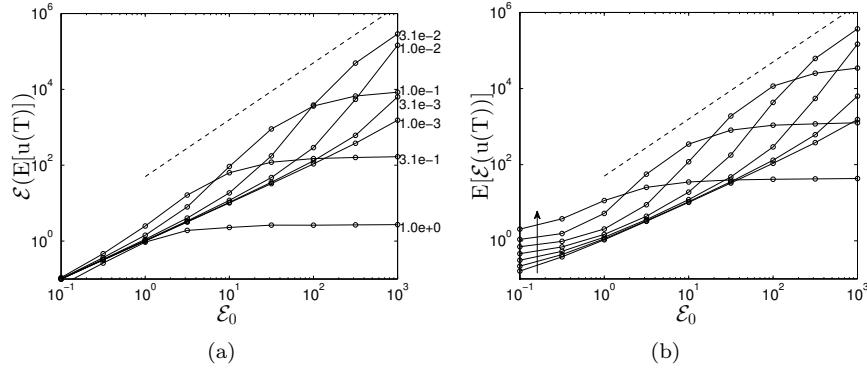 10^6
10^4
10^2
10^0
ℰ(E[u(T)])
3.1e-2
1.0e-2
1.0e-1
3.1e-3
1.0e-3
3.1e-1
1.0e+0
10^-1 10^0 10^1 10^2 10^3
ℰ_0
(a)
10^6
10^4
10^2
10^0
E[ℰ(u(T))]
10^-1 10^0 10^1 10^2 10^3
ℰ_0
(b)